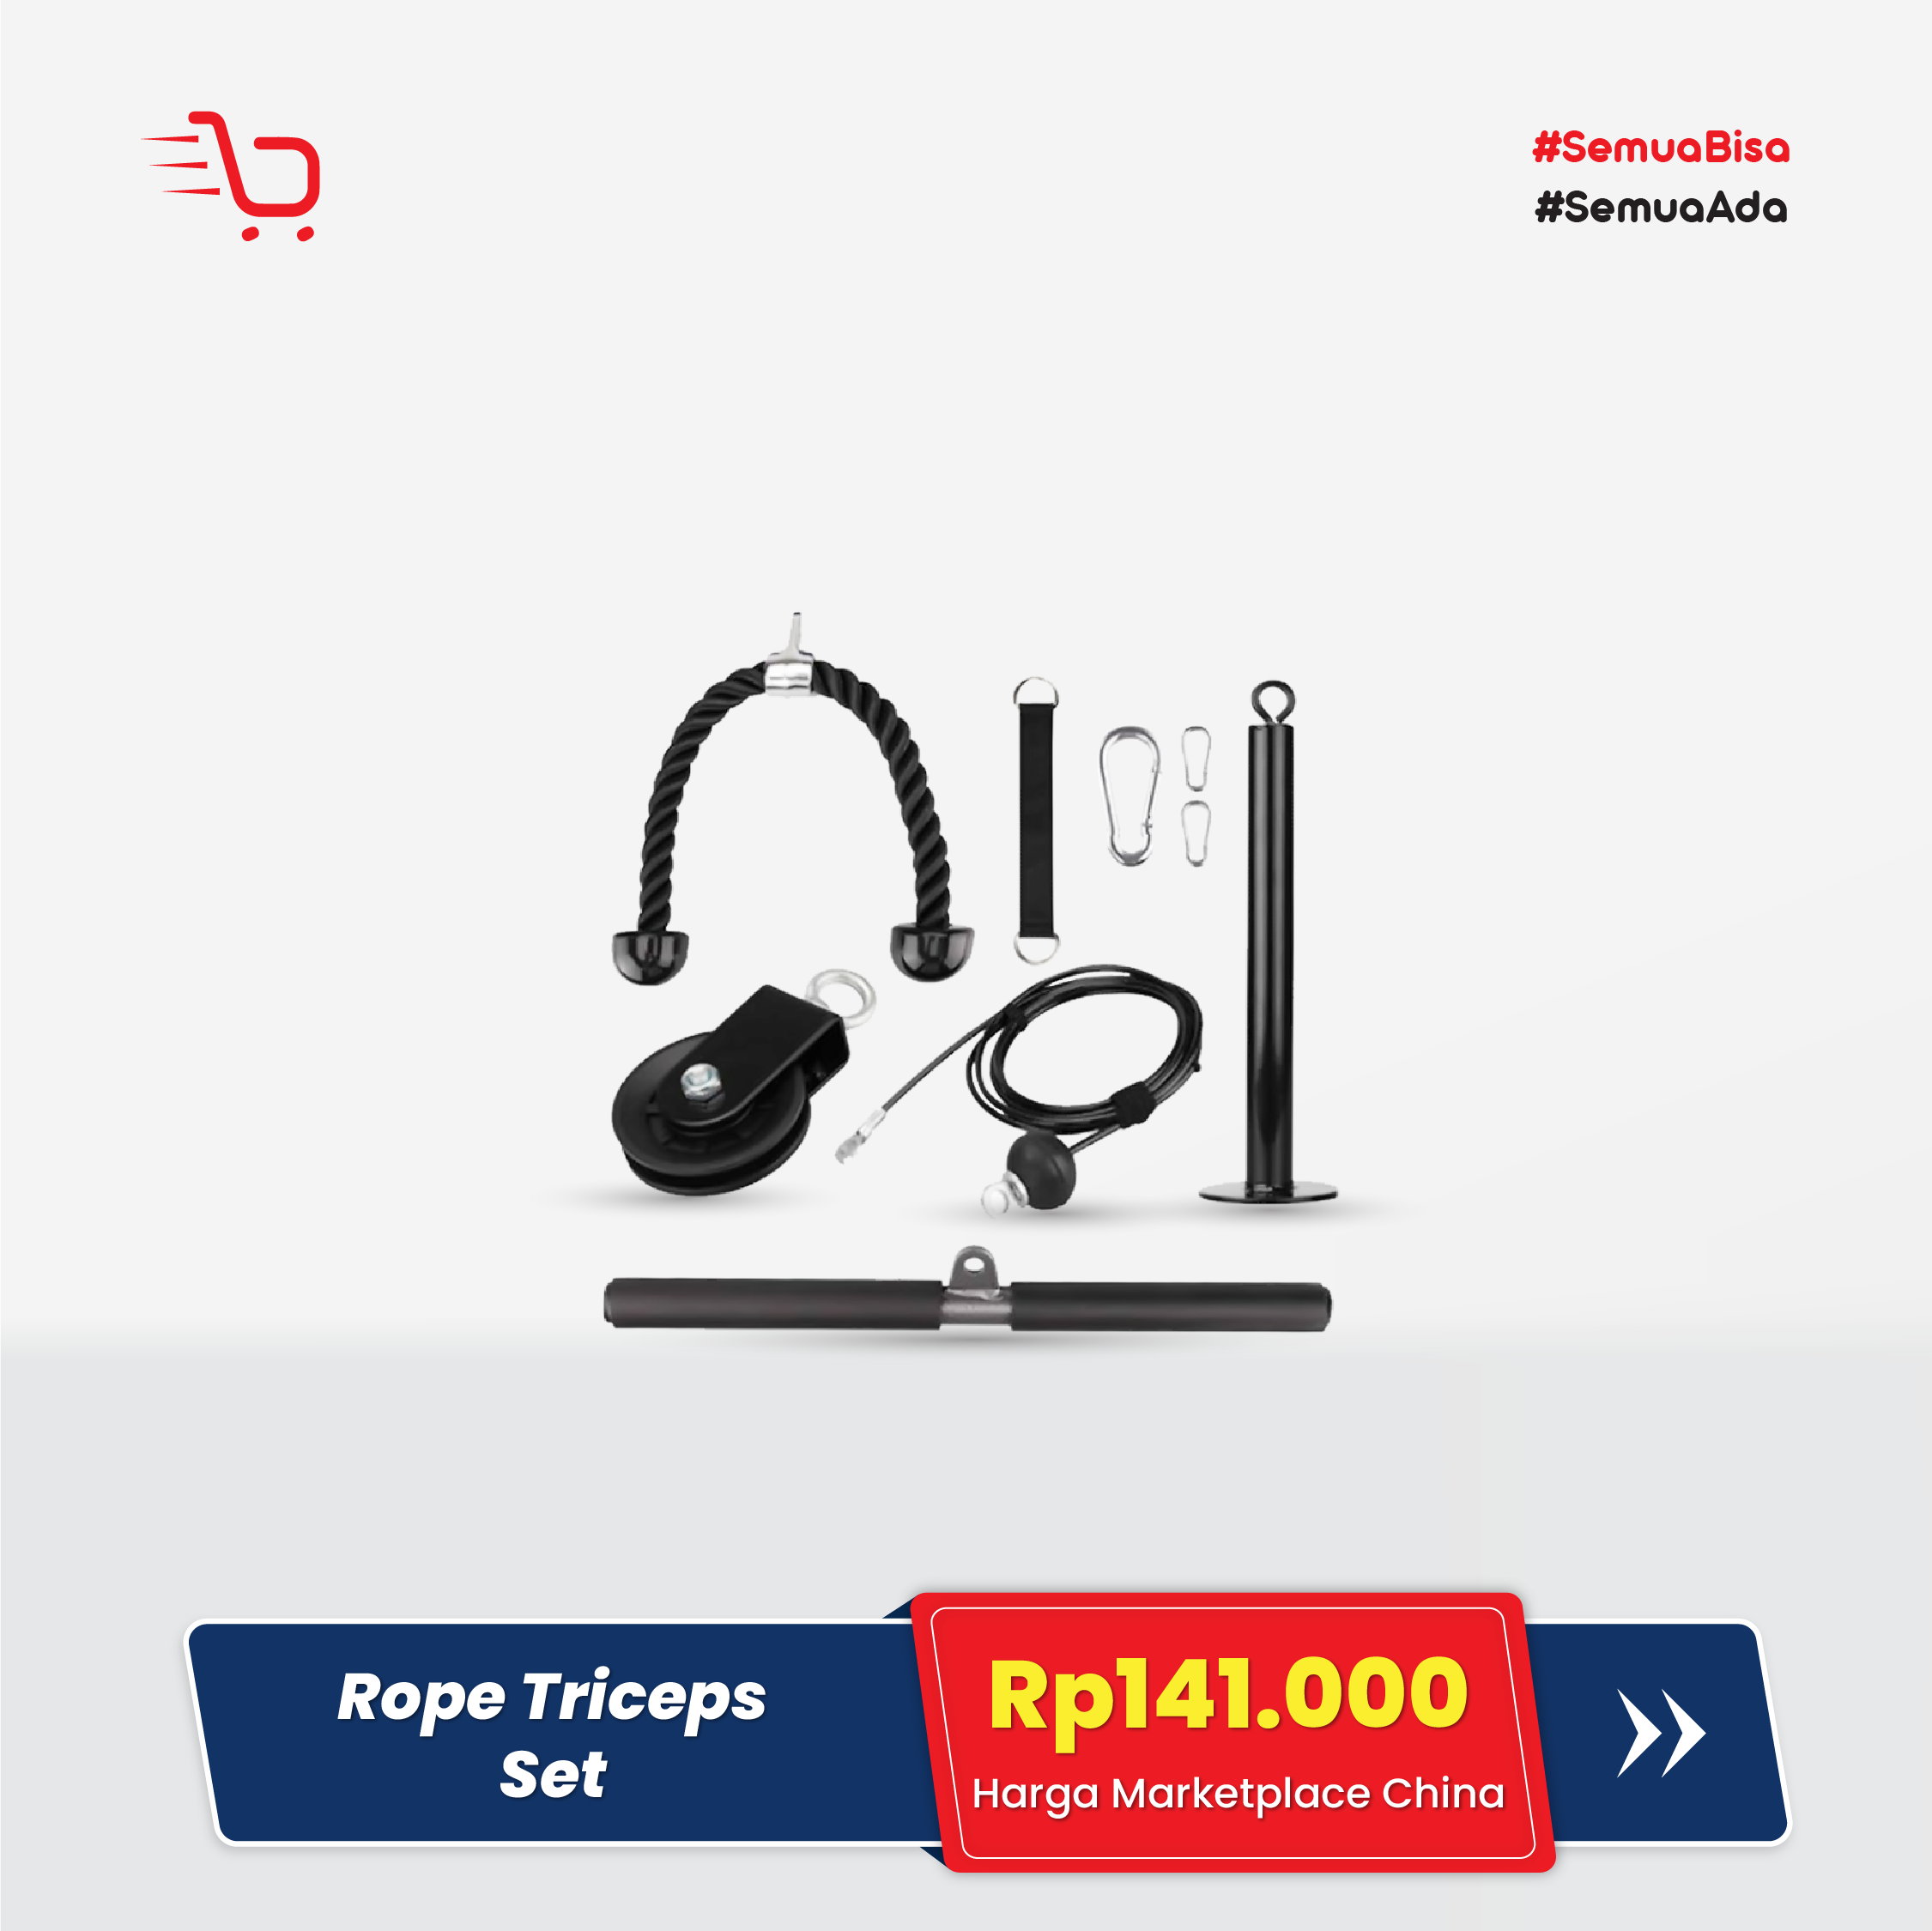 #SemuaBisa
#SemuaAda
Rope Triceps
Set
Rp141.000
Harga Marketplace China